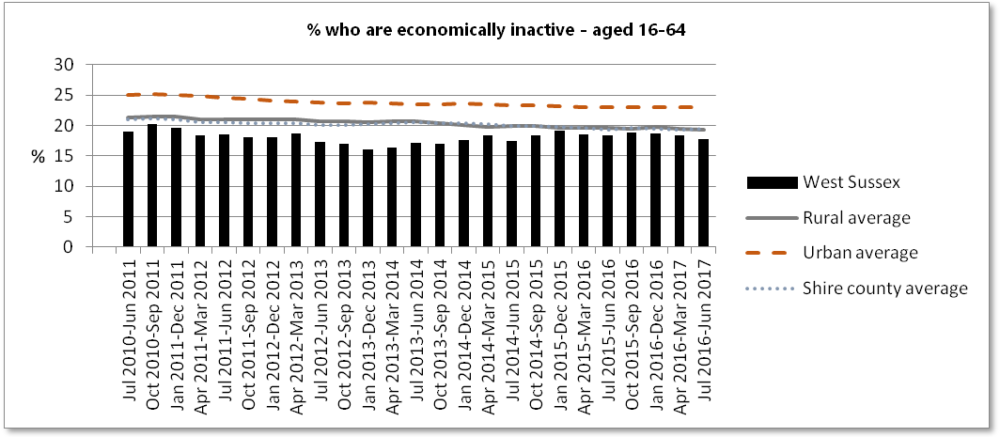 % who are economically inactive - aged 16-64
30
25
20
15
10
5
0
%
Jul 2010-Jun 2011
Oct 2010-Sep 2011
Jan 2011-Dec 2011
Apr 2011-Mar 2012
Jul 2011-Jun 2012
Oct 2011-Sep 2012
Jan 2012-Dec 2012
Apr 2012-Mar 2013
Jul 2012-Jun 2013
Oct 2012-Sep 2013
Jan 2013-Dec 2013
Apr 2013-Mar 2014
Jul 2013-Jun 2014
Oct 2013-Sep 2014
Jan 2014-Dec 2014
Apr 2014-Mar 2015
Jul 2014-Jun 2015
Oct 2014-Sep 2015
Jan 2015-Dec 2015
Apr 2015-Mar 2016
Jul 2015-Jun 2016
Oct 2015-Sep 2016
Jan 2016-Dec 2016
Apr 2016-Mar 2017
Jul 2016-Jun 2017
West Sussex
Rural average
Urban average
Shire county average